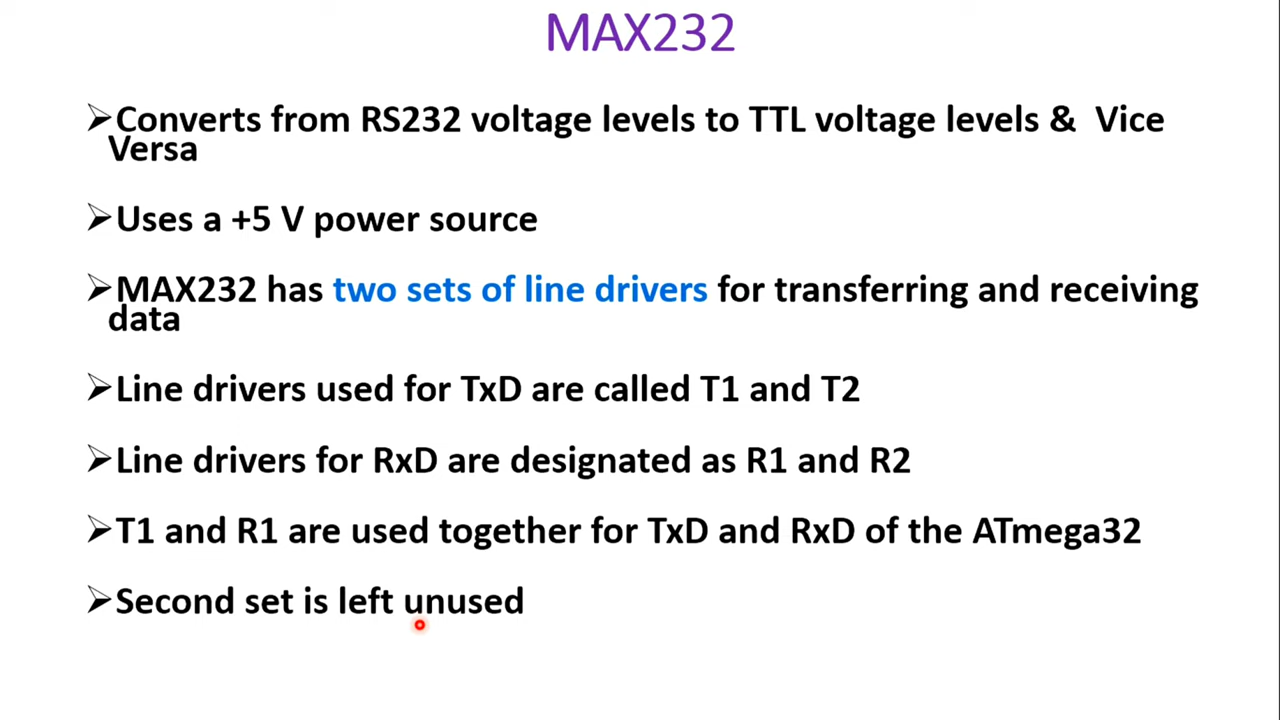 MAX232
➢Converts from RS232 voltage levels to TTL voltage levels & Vice
Versa
➢Uses a +5 V power source
➢MAX232 has two sets of line drivers for transferring and receiving
data
➢Line drivers used for TxD are called T1 and T2
➢Line drivers for RxD are designated as R1 and R2
➢T1 and R1 are used together for TxD and RxD of the ATmega32
➢Second set is left unused